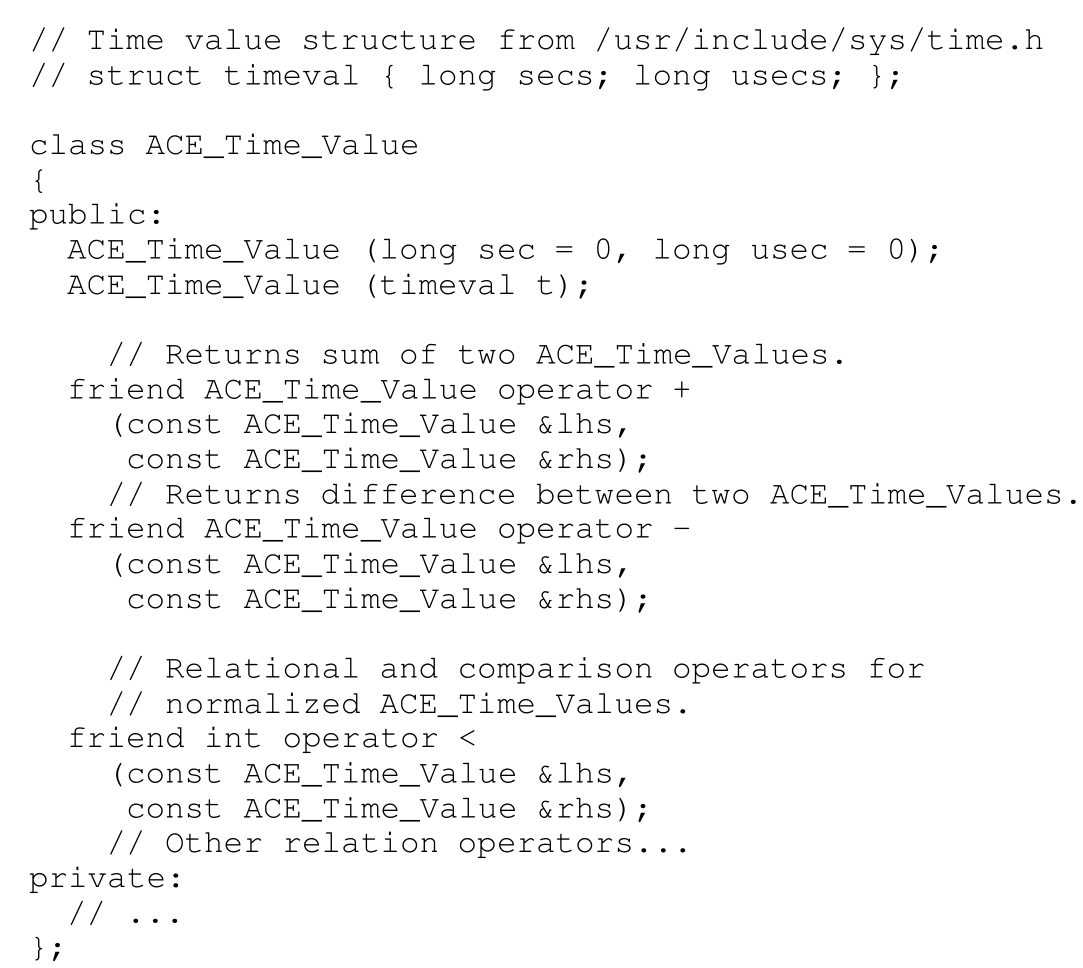 // Time value structure from /usr/include/sys/time.h
// struct timeval { long secs; long usecs; };

class ACE_Time_Value
{
public:
  ACE_Time_Value (long sec = 0, long usec = 0);
  ACE_Time_Value (timeval t);

    // Returns sum of two ACE_Time_Values.
  friend ACE_Time_Value operator +
    (const ACE_Time_Value &lhs,
     const ACE_Time_Value &rhs);
    // Returns difference between two ACE_Time_Values.
  friend ACE_Time_Value operator -
    (const ACE_Time_Value &lhs,
     const ACE_Time_Value &rhs);

    // Relational and comparison operators for
    // normalized ACE_Time_Values.
  friend int operator <
    (const ACE_Time_Value &lhs,
     const ACE_Time_Value &rhs);
    // Other relation operators...
private:
  // ...
};